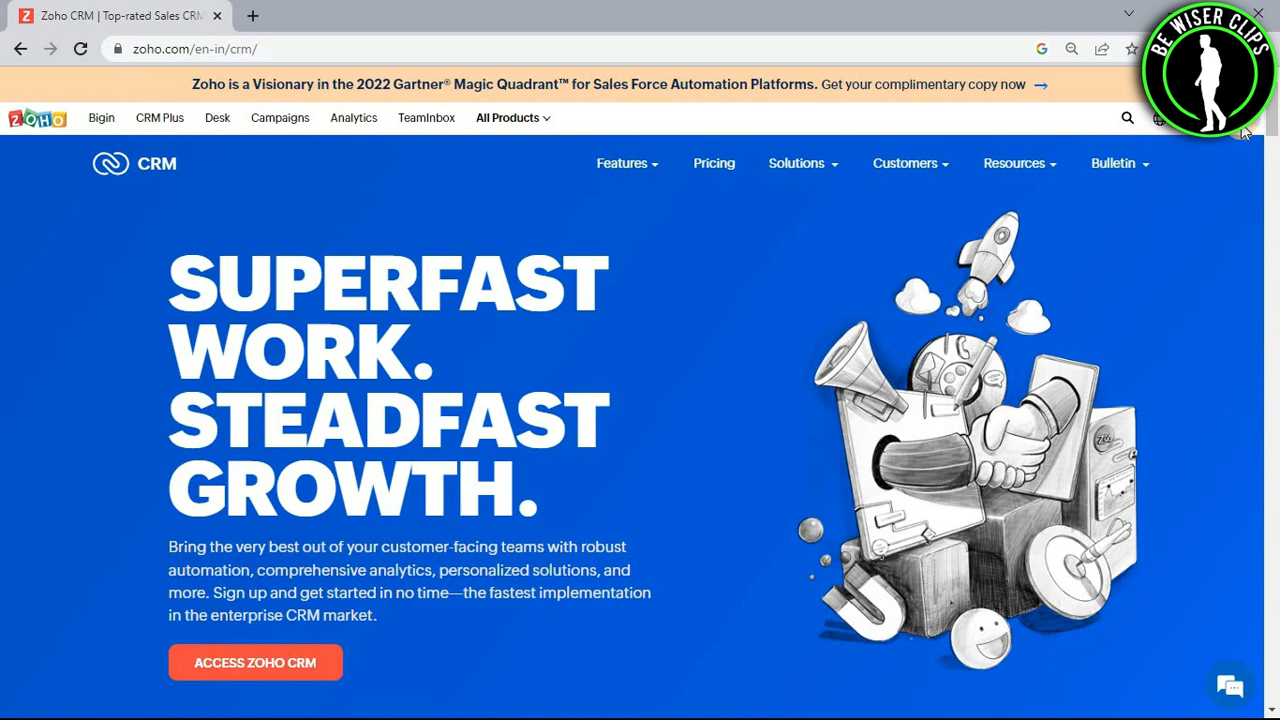 Zoho CRM | Top-rated Sales CRM
zoho.com/en-in/crm/
BE WISER CLIPS
Zoho is a Visionary in the 2022 Gartner® Magic Quadrant™ for Sales Force Automation Platforms. Get your complimentary copy now →
ZOHO Bigin CRM Plus Desk Campaigns Analytics TeamInbox All Products
CRM Features Pricing Solutions Customers Resources Bulletin
SUPERFAST
WORK.
STEADFAST
GROWTH.
Bring the very best out of your customer-facing teams with robust
automation, comprehensive analytics, personalized solutions, and
more. Sign up and get started in no time—the fastest implementation
in the enterprise CRM market.
ACCESS ZOHO CRM